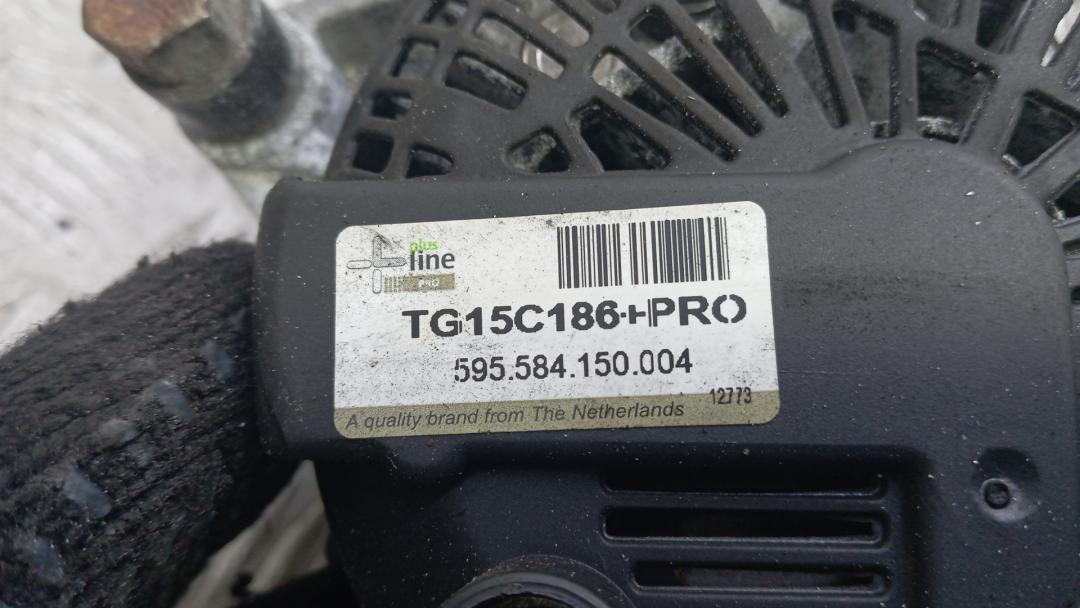 plus
line
PRO
TG15C186+PRO
595.584.150.004
12773
A quality brand from The Netherlands